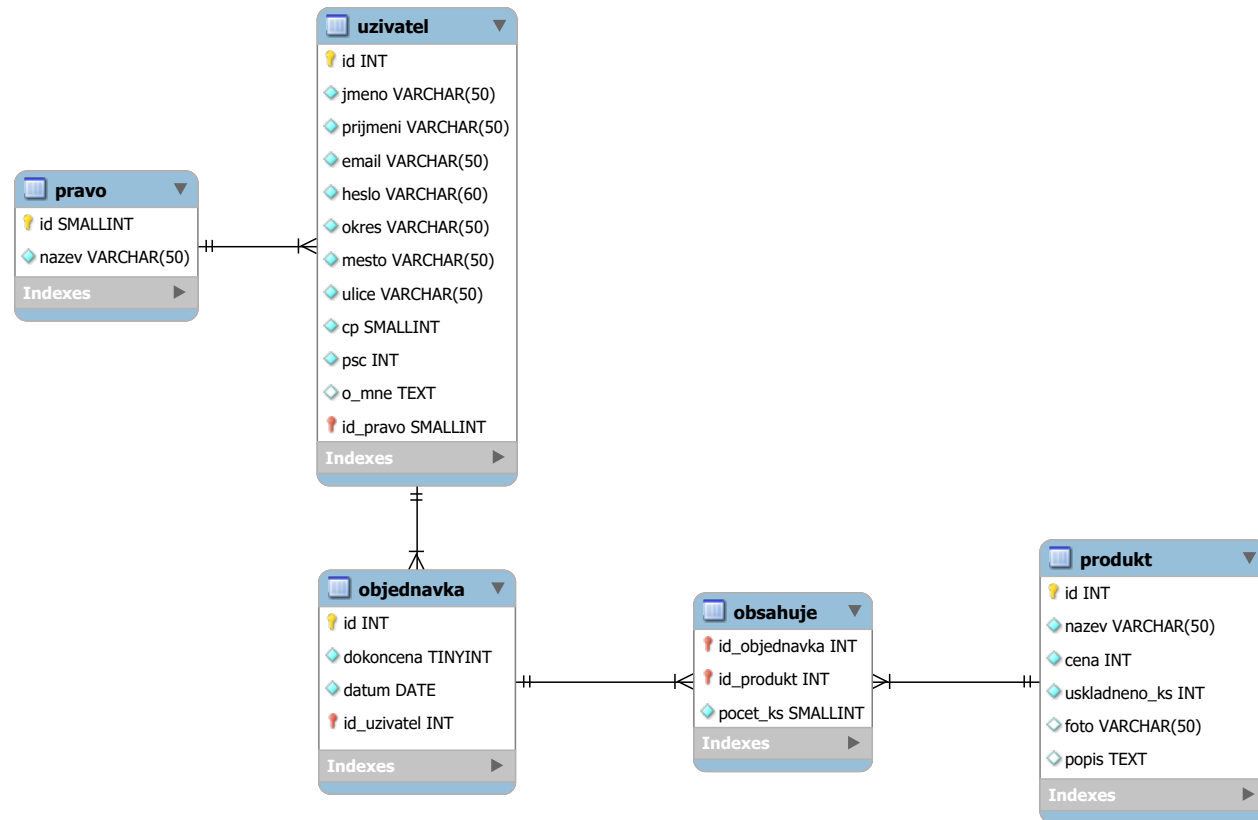 uzivatel
id INT
jmeno VARCHAR(50)
prijmeni VARCHAR(50)
email VARCHAR(50)
heslo VARCHAR(60)
okres VARCHAR(50)
mesto VARCHAR(50)
ulice VARCHAR(50)
cp SMALLINT
psc INT
o_mne TEXT
id_pravo SMALLINT
Indexes
pravo
id SMALLINT
nazev VARCHAR(50)
Indexes
objednavka
id INT
dokoncena TINYINT
datum DATE
id_uzivatel INT
Indexes
obsahuje
id_objednavka INT
id_produkt INT
pocet_ks SMALLINT
Indexes
produkt
id INT
nazev VARCHAR(50)
cena INT
uskladneno_ks INT
foto VARCHAR(50)
popis TEXT
Indexes